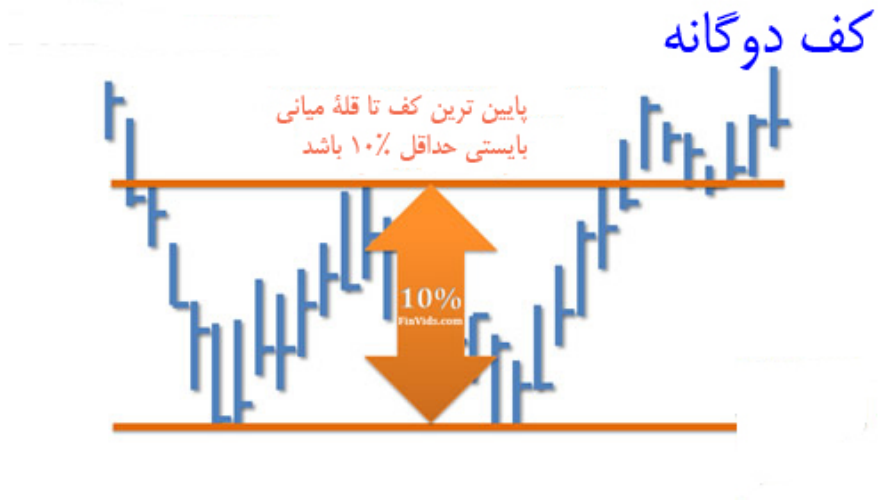 کف دوگانه
پایین ترین کف تا قلهٔ میانی
بایستی حداقل ۱۰٪ باشد
10%
FinVids.com